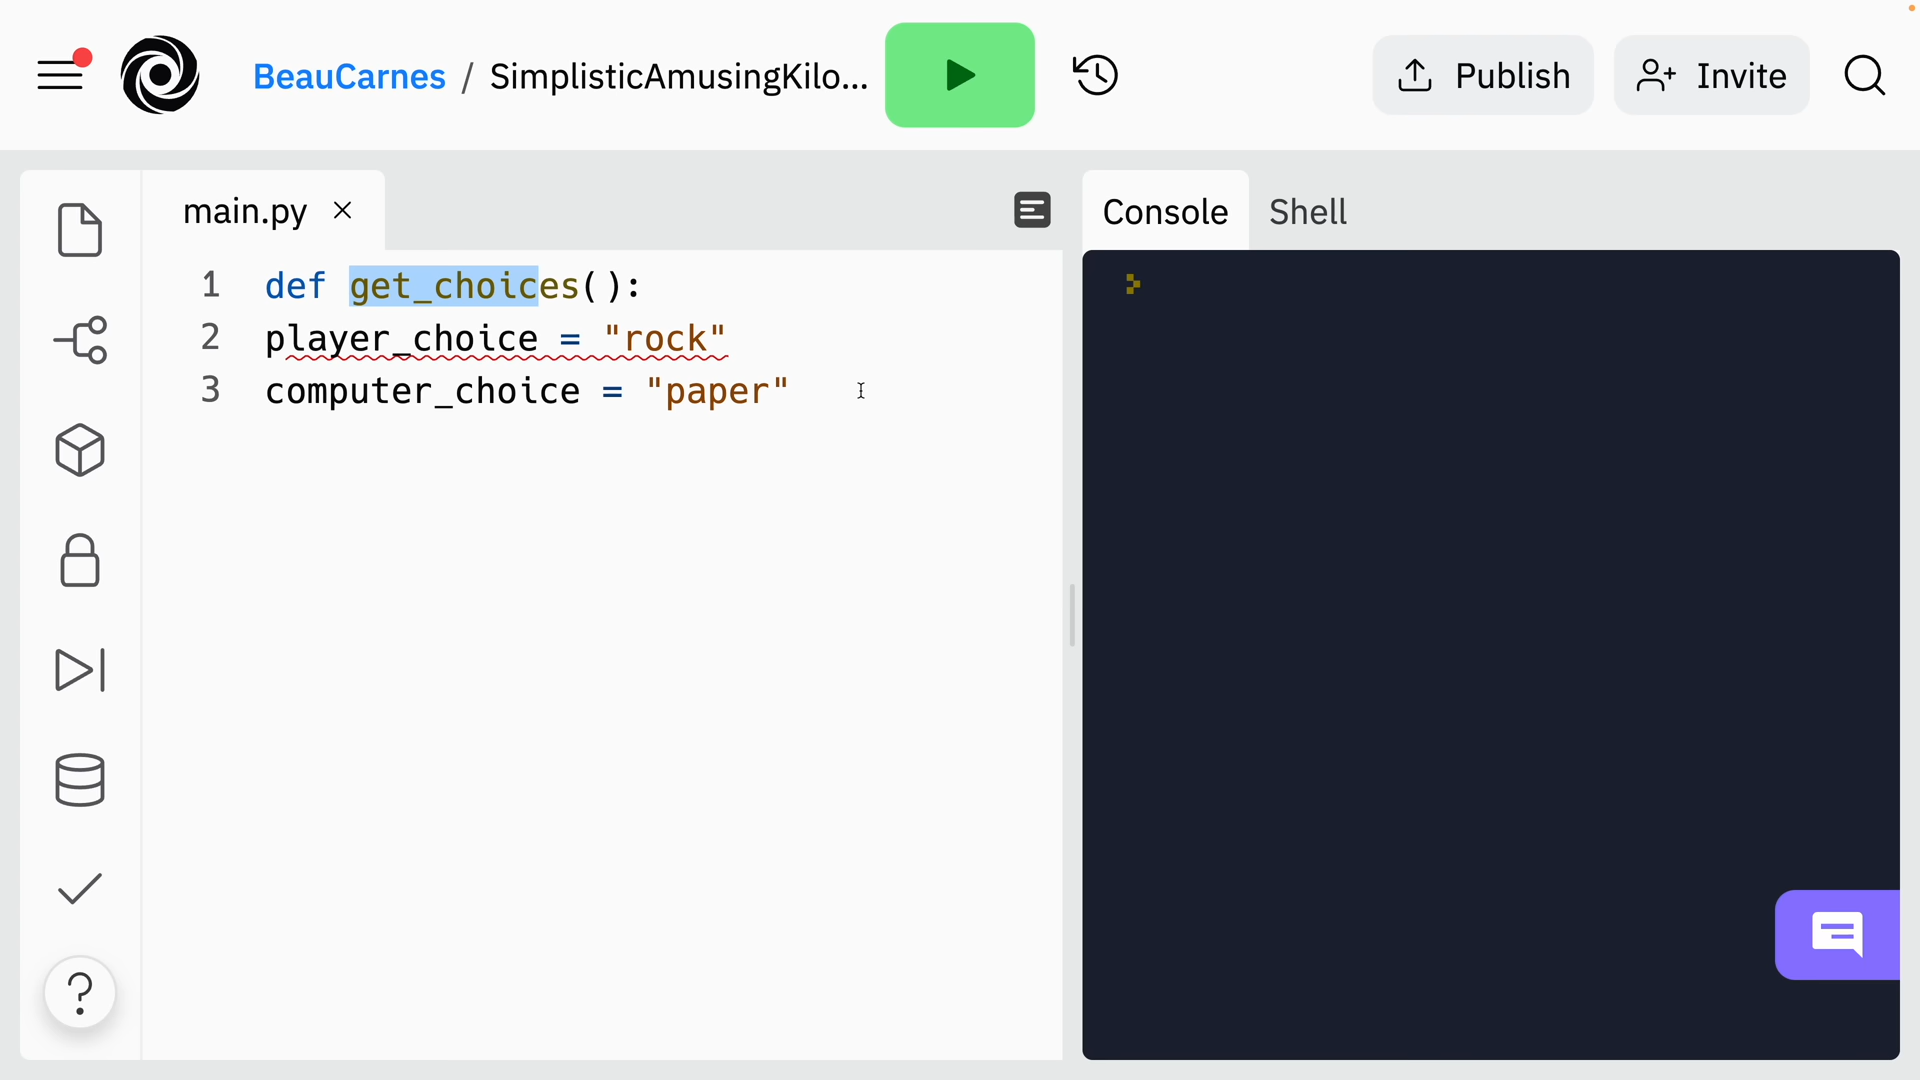 BeauCarnes / SimplisticAmusingKilo...
Publish
Invite
main.py
Console
Shell
1 def get_choices():
2 player_choice = "rock"
3 computer_choice = "paper"